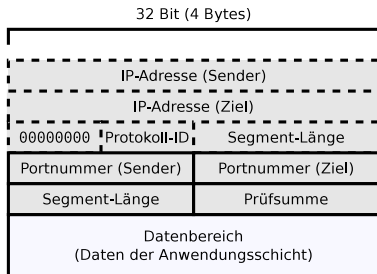 32 Bit (4 Bytes)
IP-Adresse (Sender)
IP-Adresse (Ziel)
00000000 Protokoll-ID Segment-Länge
Portnummer (Sender) Portnummer (Ziel)
Segment-Länge Prüfsumme
Datenbereich
(Daten der Anwendungsschicht)